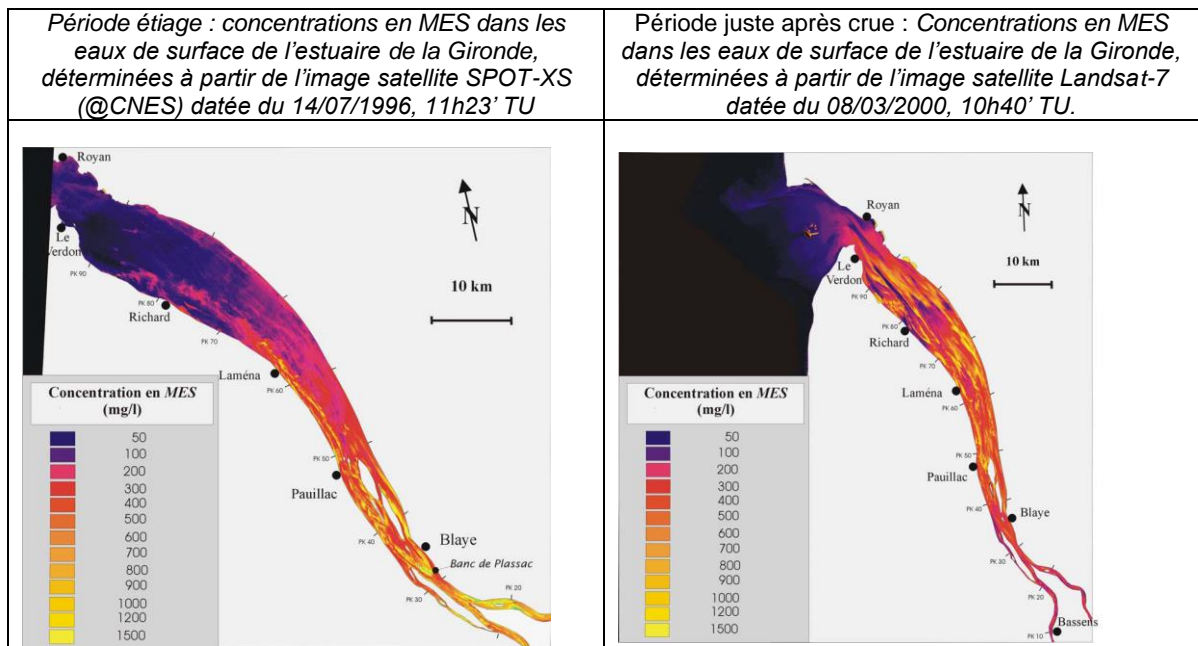 Période étiage : concentrations en MES dans les
eaux de surface de l'estuaire de la Gironde,
déterminées à partir de l'image satellite SPOT-XS
(@CNES) datée du 14/07/1996, 11h23' TU
Période juste après crue : Concentrations en MES
dans les eaux de surface de l'estuaire de la Gironde,
déterminées à partir de l'image satellite Landsat-7
datée du 08/03/2000, 10h40' TU.
Royan
N
Le
Verdon
PK 90
10 km
PK 80
Richard
PK 70
Laména
PK 60
Concentration en MES
(mg/l)
50
100
200
300
400
500
600
700
800
900
1000
1200
1500
PK 50
Pauillac
PK 40
Blaye
Banc de Plassac
PK 30
PK 20
Royan
N
Le
Verdon
10 km
PK 90
PK 80
Richard
PK 70
Laména
PK 60
Concentration en MES
(mg/l)
50
100
200
300
400
500
600
700
800
900
1000
1200
1500
PK 50
Pauillac
PK 40
Blaye
PK 30
PK 20
Bassens
PK 10